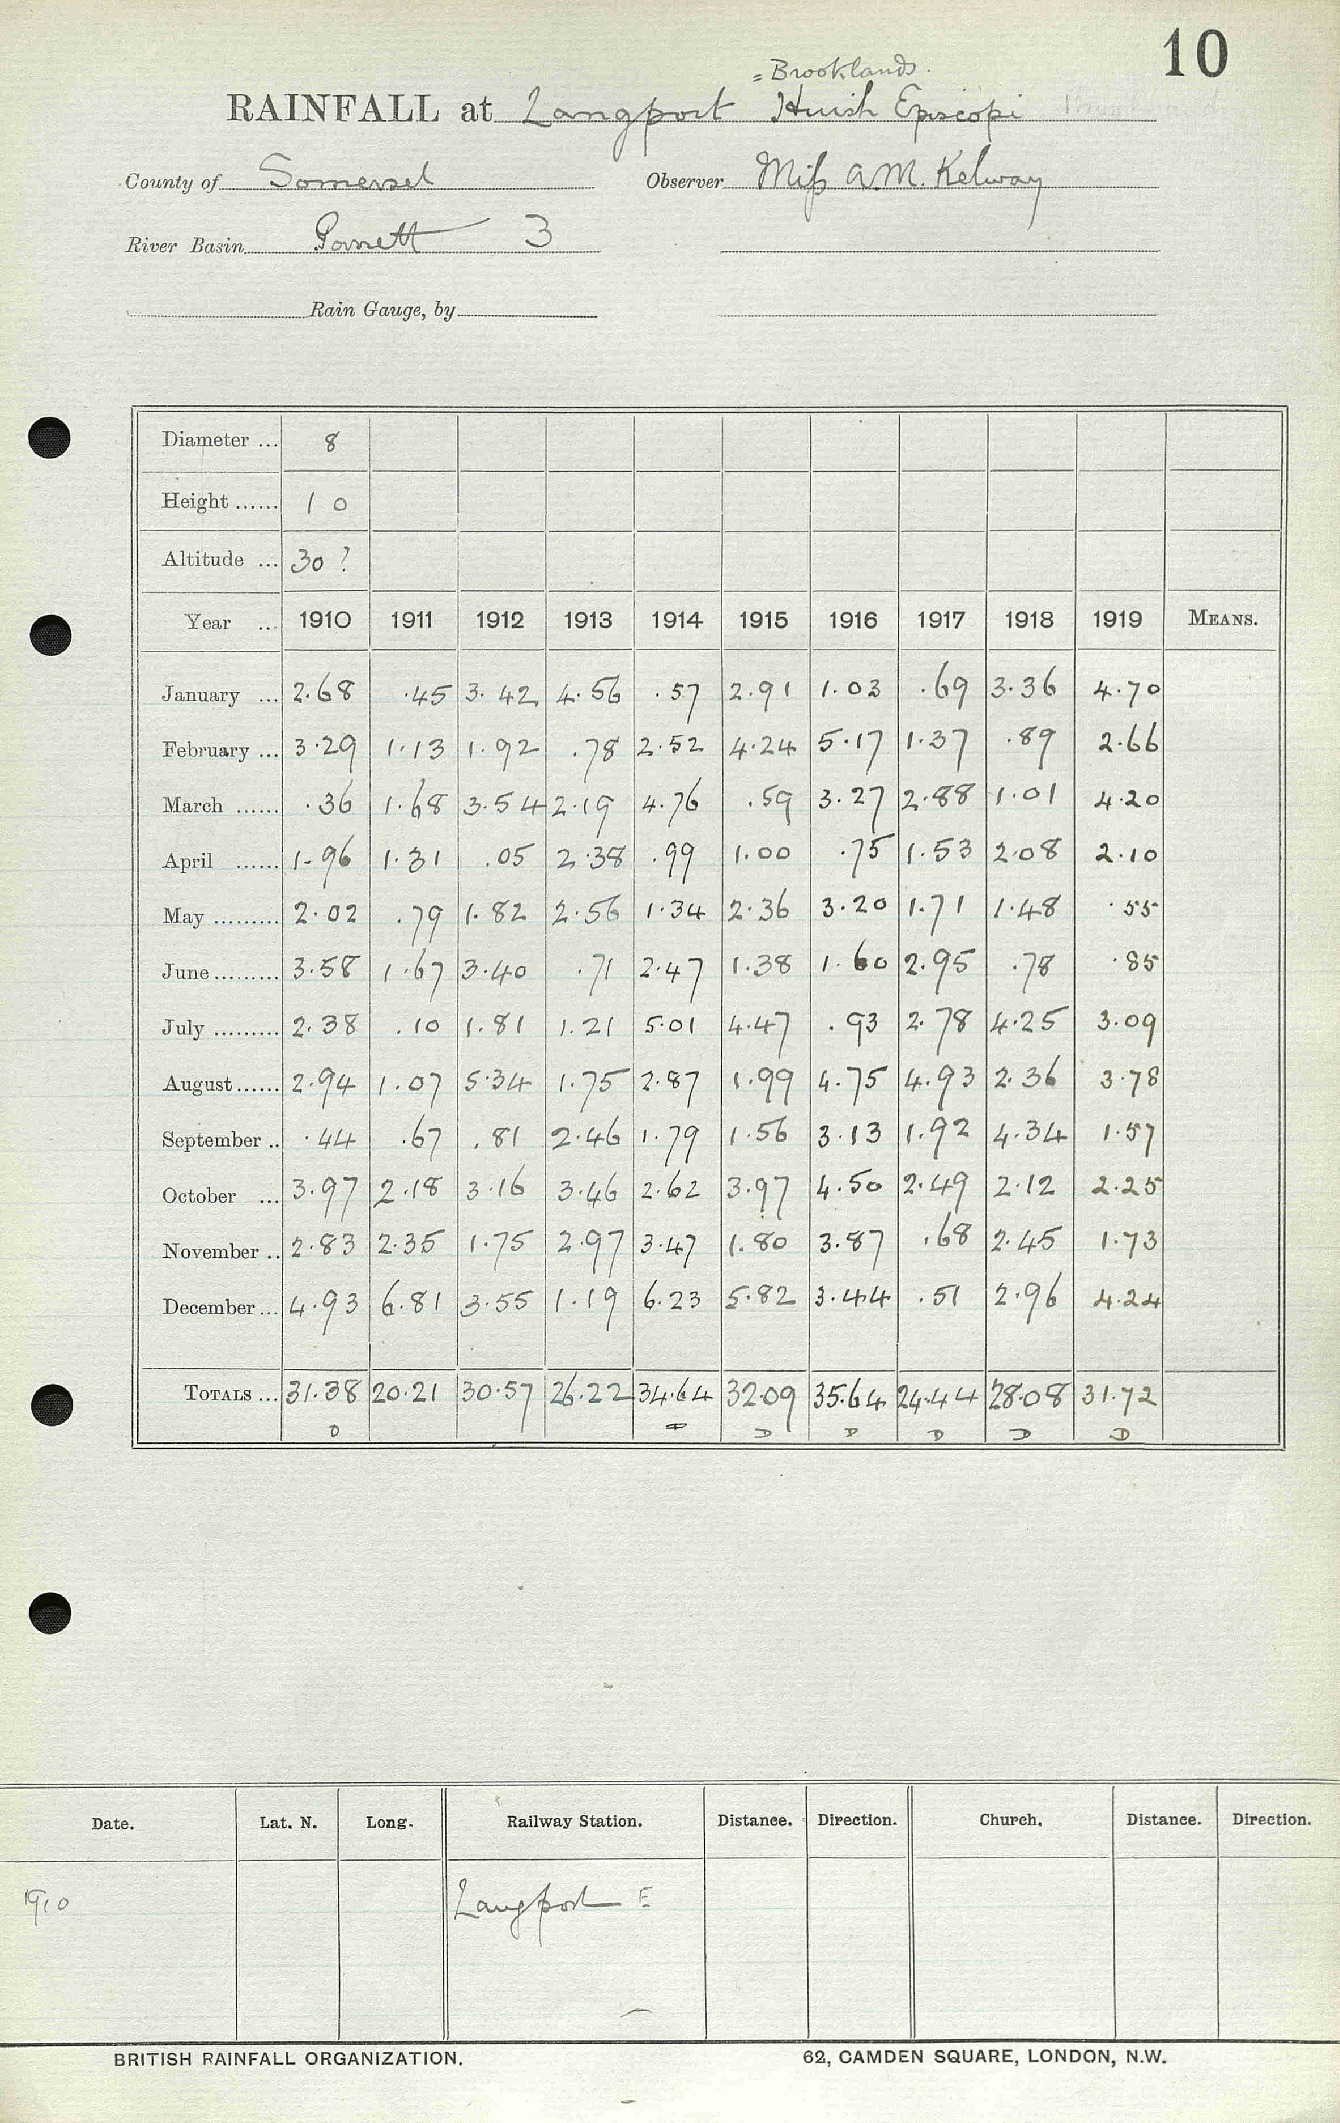 10
= Brooklands.
RAINFALL at Langport Huish Episcopi
County of Somerset Observer Miss A.M. Kelway
River Basin Parrett 3
Rain Gauge, by
Diameter ... 8
Height ...... 1 0
Altitude ... 30 ?
Year ... 1910 1911 1912 1913 1914 1915 1916 1917 1918 1919 MEANS.
January ... 2.68 .45 3.42 4.56 .57 2.91 1.03 .69 3.36 4.70
February ... 3.29 1.13 1.92 .78 2.52 4.24 5.17 1.37 .89 2.66
March ...... .36 1.68 3.54 2.19 4.76 .59 3.27 2.88 1.01 4.20
April ...... 1.96 1.31 .05 2.38 .99 1.00 .75 1.53 2.08 2.10
May ......... 2.02 .79 1.82 2.56 1.34 2.36 3.20 1.71 1.48 .55
June ......... 3.58 1.67 3.40 .71 2.47 1.38 1.60 2.95 .78 .85
July ......... 2.38 .10 1.81 1.21 5.01 4.47 .93 2.78 4.25 3.09
August ...... 2.94 1.07 5.34 1.75 2.87 1.99 4.75 4.93 2.36 3.78
September .. .44 .67 .81 2.46 1.79 1.56 3.13 1.92 4.34 1.57
October ... 3.97 2.18 3.16 3.46 2.62 3.97 4.50 2.49 2.12 2.25
November .. 2.83 2.35 1.75 2.97 3.47 1.80 3.87 .68 2.45 1.73
December ... 4.93 6.81 3.55 1.19 6.23 5.82 3.44 .51 2.96 4.24
TOTALS ... 31.38 20.21 30.57 26.22 34.64 32.09 35.64 24.44 28.08 31.72
D D D D D D
Date. Lat. N. Long. Railway Station. Distance. Direction. Church. Distance. Direction.
1910 Langport E
BRITISH RAINFALL ORGANIZATION. 62, CAMDEN SQUARE, LONDON, N.W.